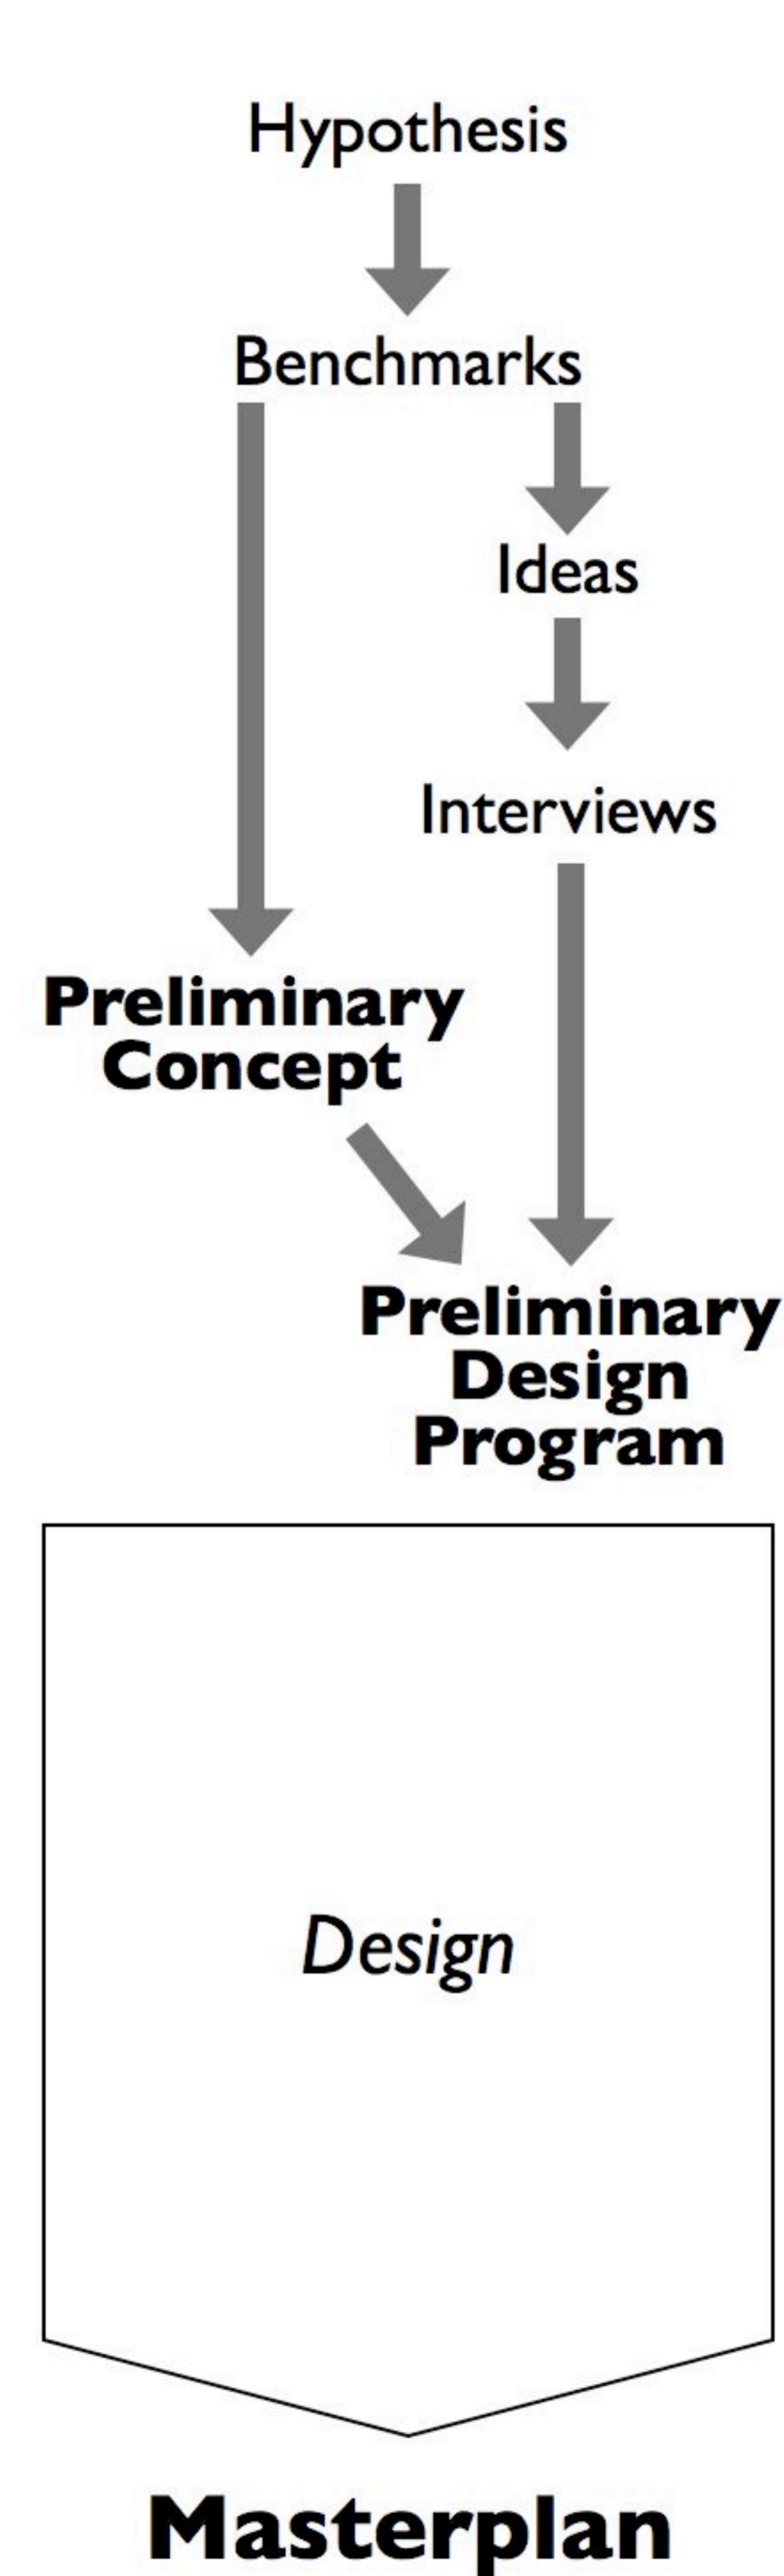 Hypothesis
Benchmarks
Ideas
Interviews
Preliminary
Concept
Preliminary
Design
Program
Design
Masterplan